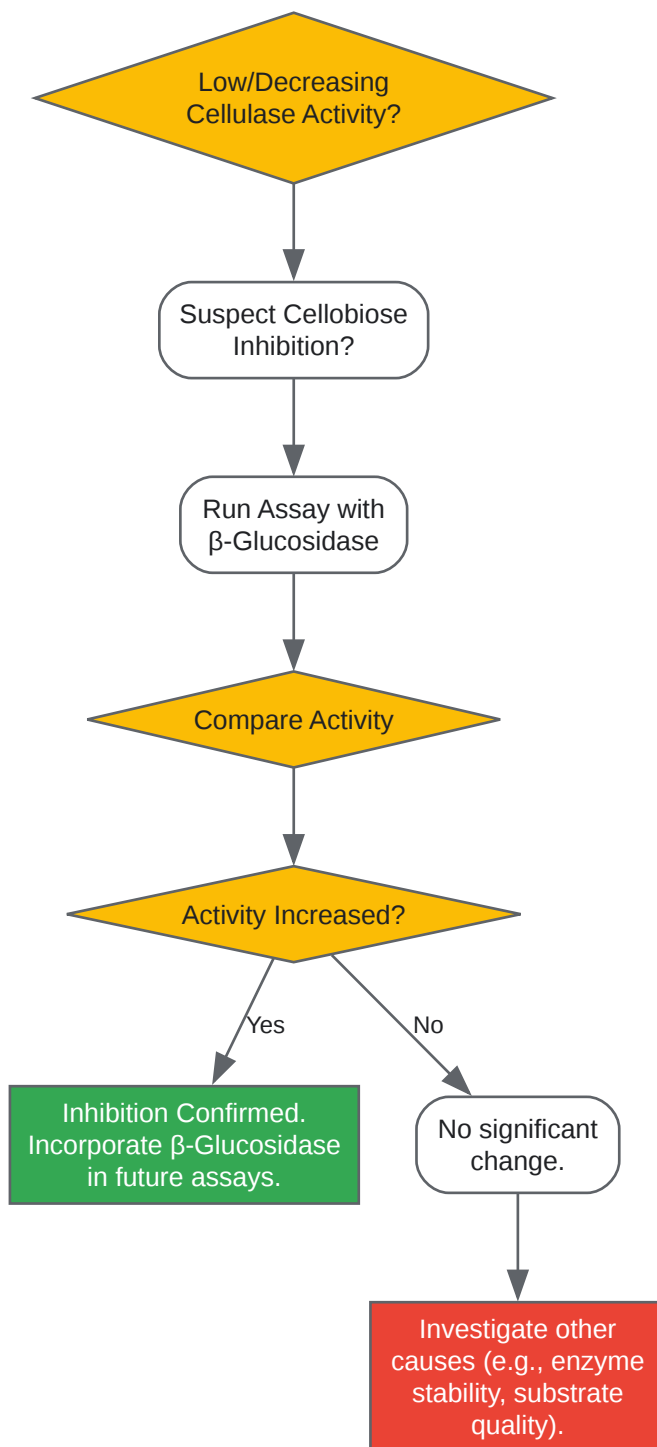 Low/Decreasing
Cellulase Activity?
Suspect Cellobiose
Inhibition?
Run Assay with
β-Glucosidase
Compare Activity
Activity Increased?
Yes
No
Inhibition Confirmed.
Incorporate β-Glucosidase
in future assays.
No significant
change.
Investigate other
causes (e.g., enzyme
stability, substrate
quality).